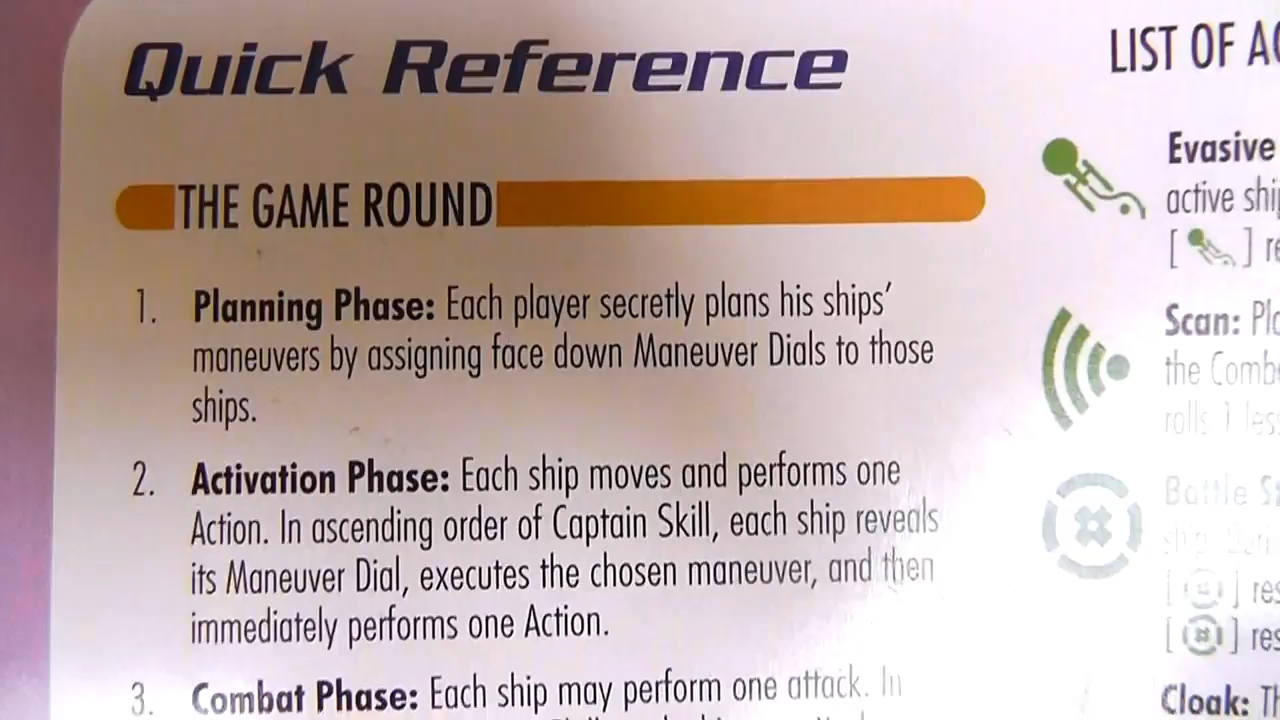 Quick Reference
THE GAME ROUND
1. Planning Phase: Each player secretly plans his ships’
maneuvers by assigning face down Maneuver Dials to those
ships.
2. Activation Phase: Each ship moves and performs one
Action. In ascending order of Captain Skill, each ship reveals
its Maneuver Dial, executes the chosen maneuver, and then
immediately performs one Action.
3. Combat Phase: Each ship may perform one attack. In
LIST OF
Evasive
active
[ ]
Scan:
the
rolls 1
Battle
[ ]
[ ]
Cloak: